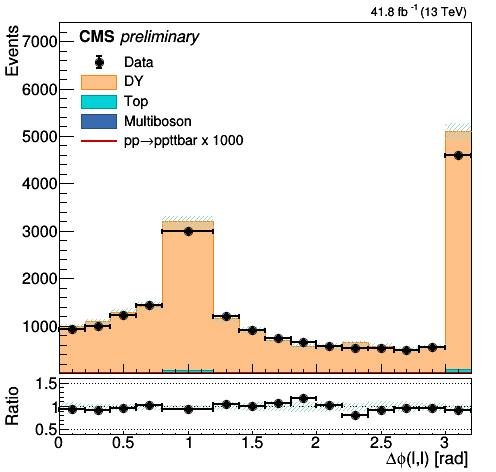 41.8 fb⁻¹ (13 TeV)
Events
CMS preliminary
Data
DY
Top
Multiboson
pp→ppttbar x 1000
7000
6000
5000
4000
3000
2000
1000
Ratio
1.5
1
0.5
0 0.5 1 1.5 2 2.5 3
Δϕ(l,l) [rad]